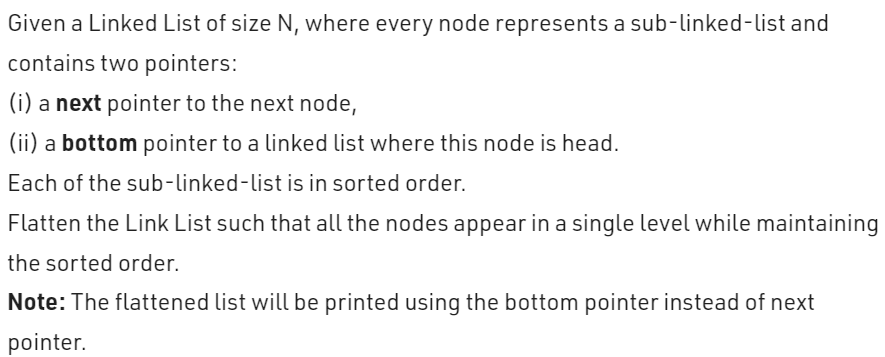 Given a Linked List of size N, where every node represents a sub-linked-list and
contains two pointers:
(i) a next pointer to the next node,
(ii) a bottom pointer to a linked list where this node is head.
Each of the sub-linked-list is in sorted order.
Flatten the Link List such that all the nodes appear in a single level while maintaining
the sorted order.
Note: The flattened list will be printed using the bottom pointer instead of next
pointer.